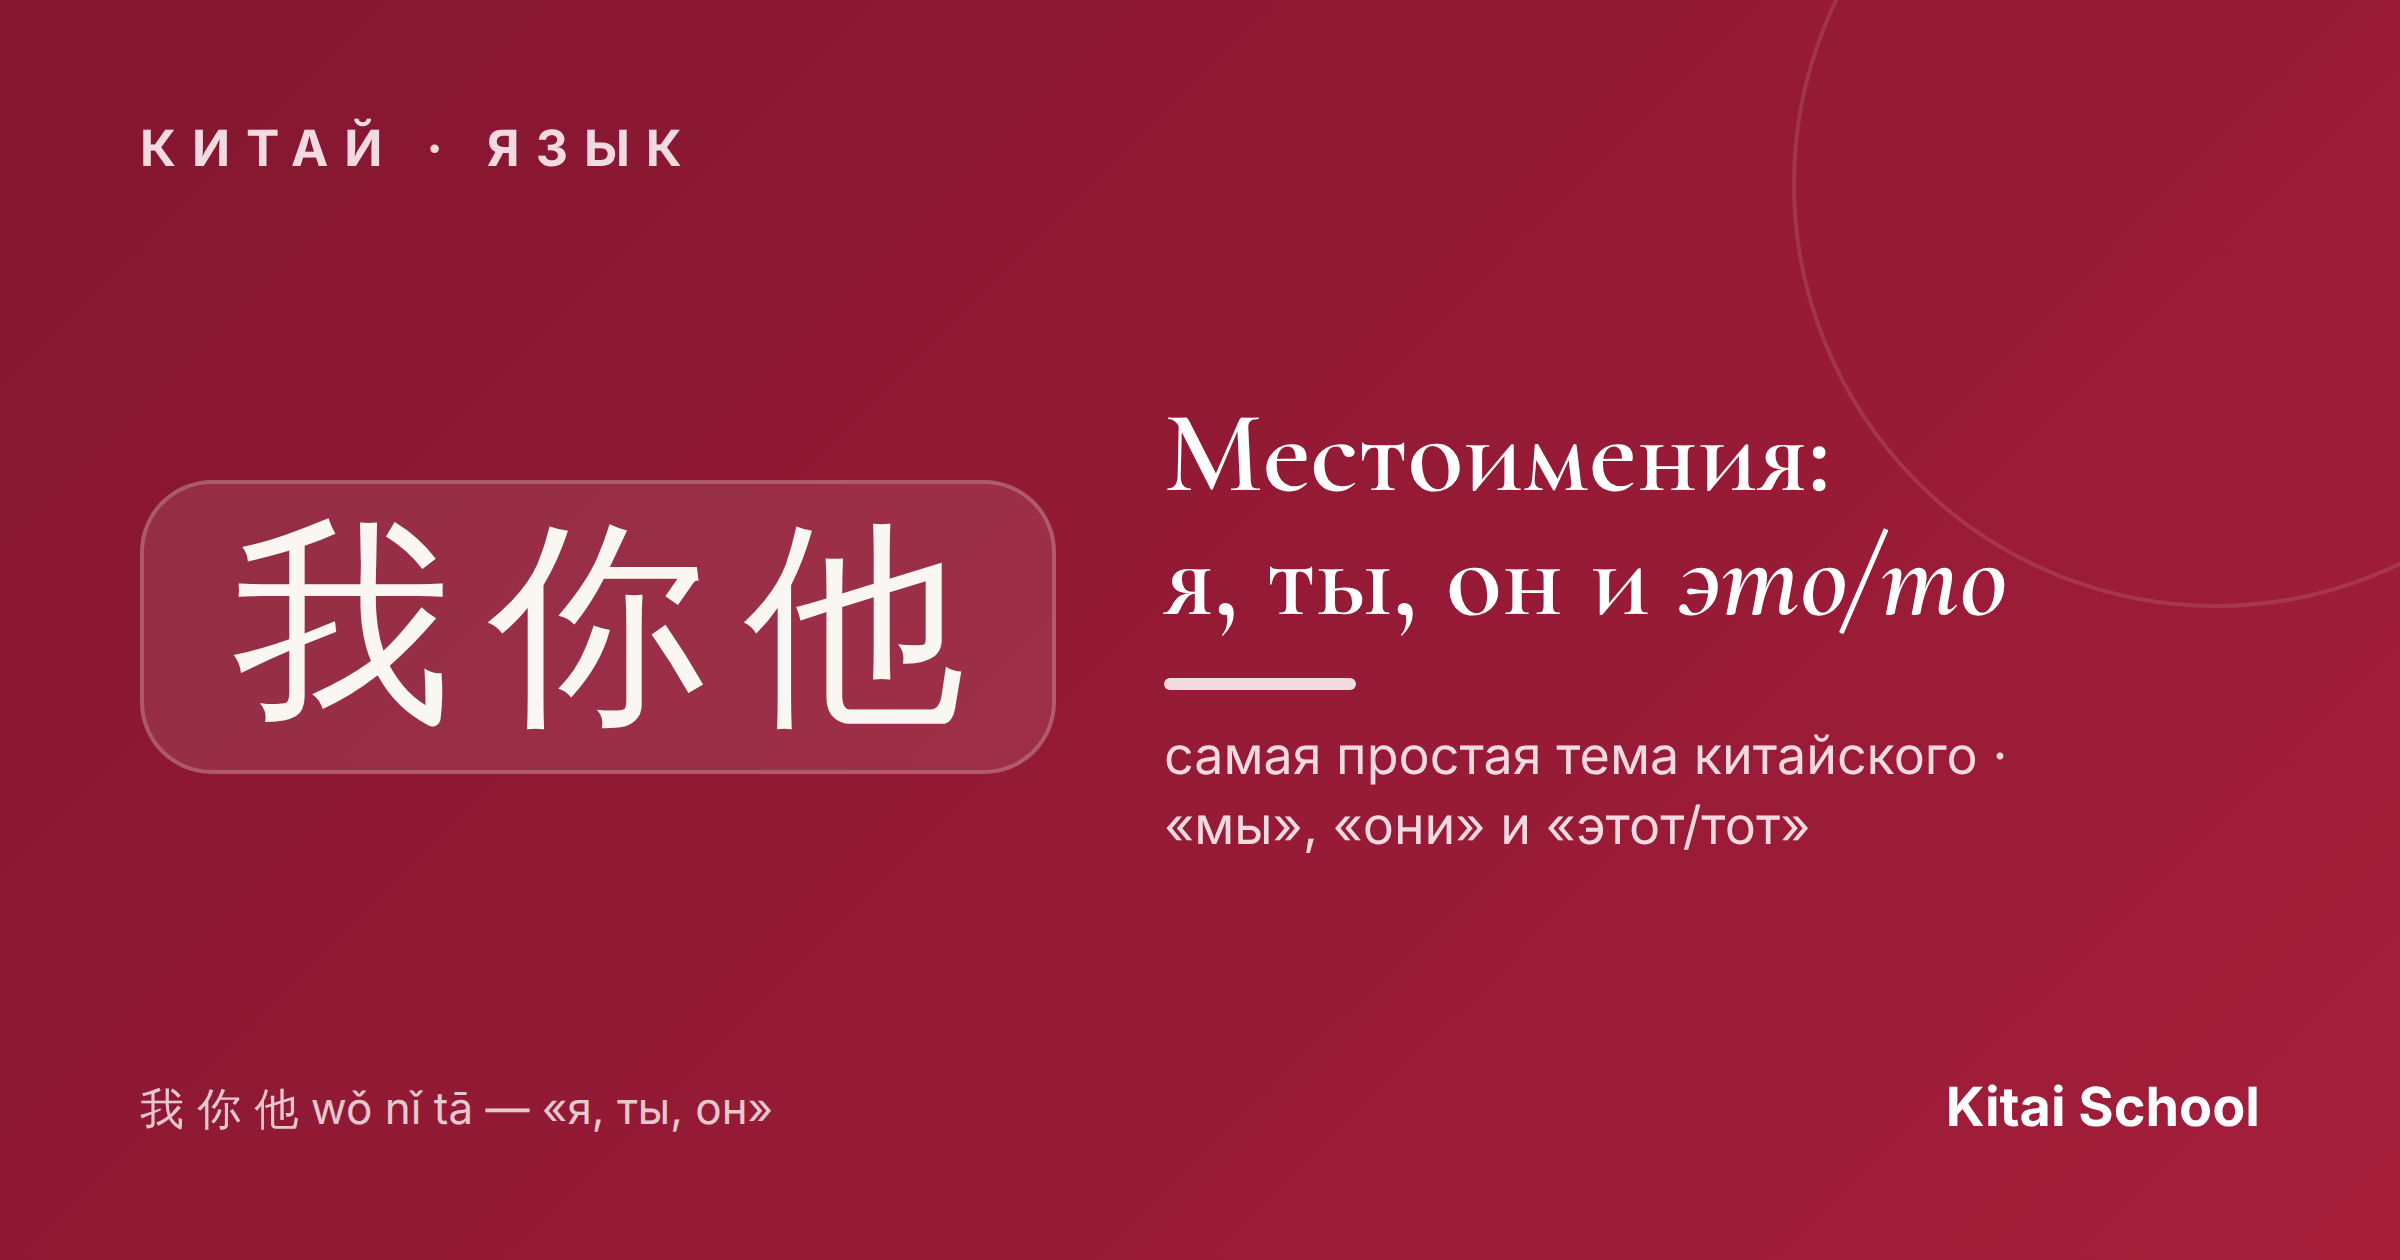 КИТАЙ · ЯЗЫК
我你他
Местоимения:
я, ты, он и это/то
самая простая тема китайского ·
«мы», «они» и «этот/тот»
我 你 他 wǒ nǐ tā — «я, ты, он»
Kitai School